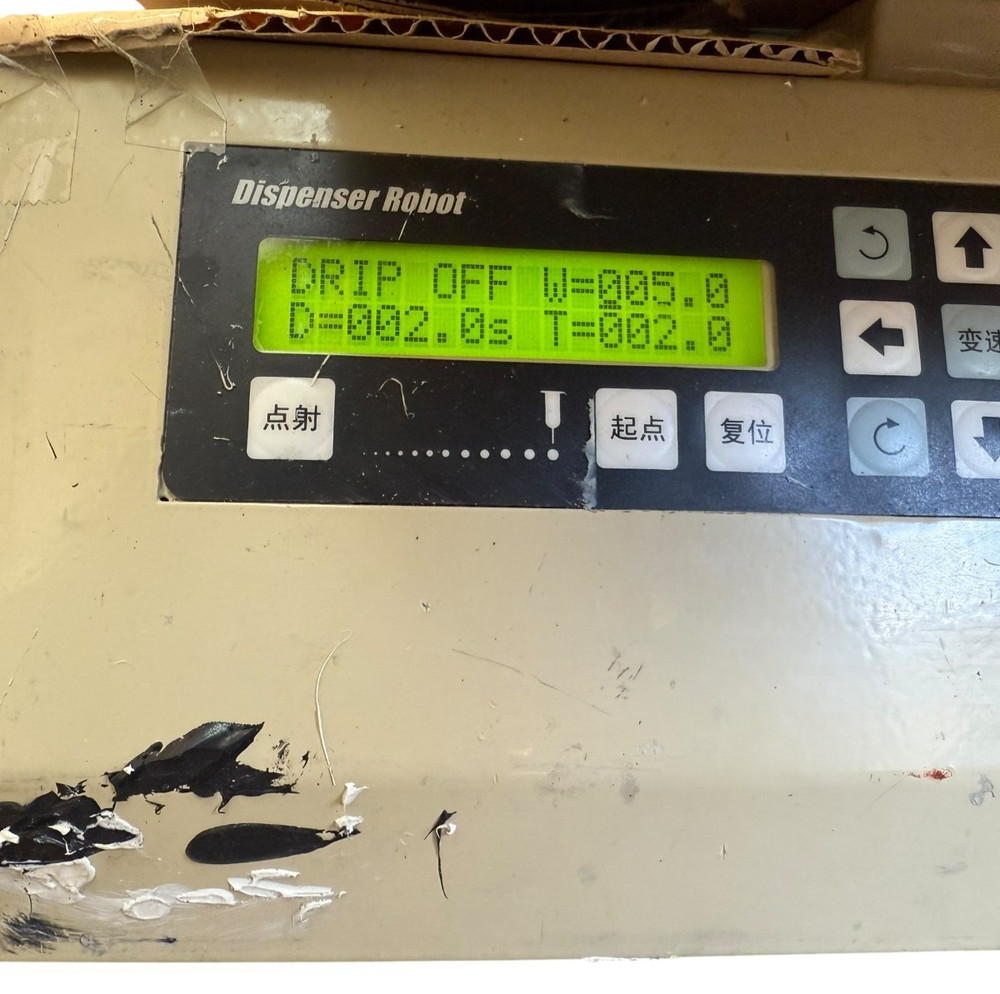 Dispenser Robot
DRIP OFF W=005.0
D=002.0s T=002.0
点射
起点
复位
变速